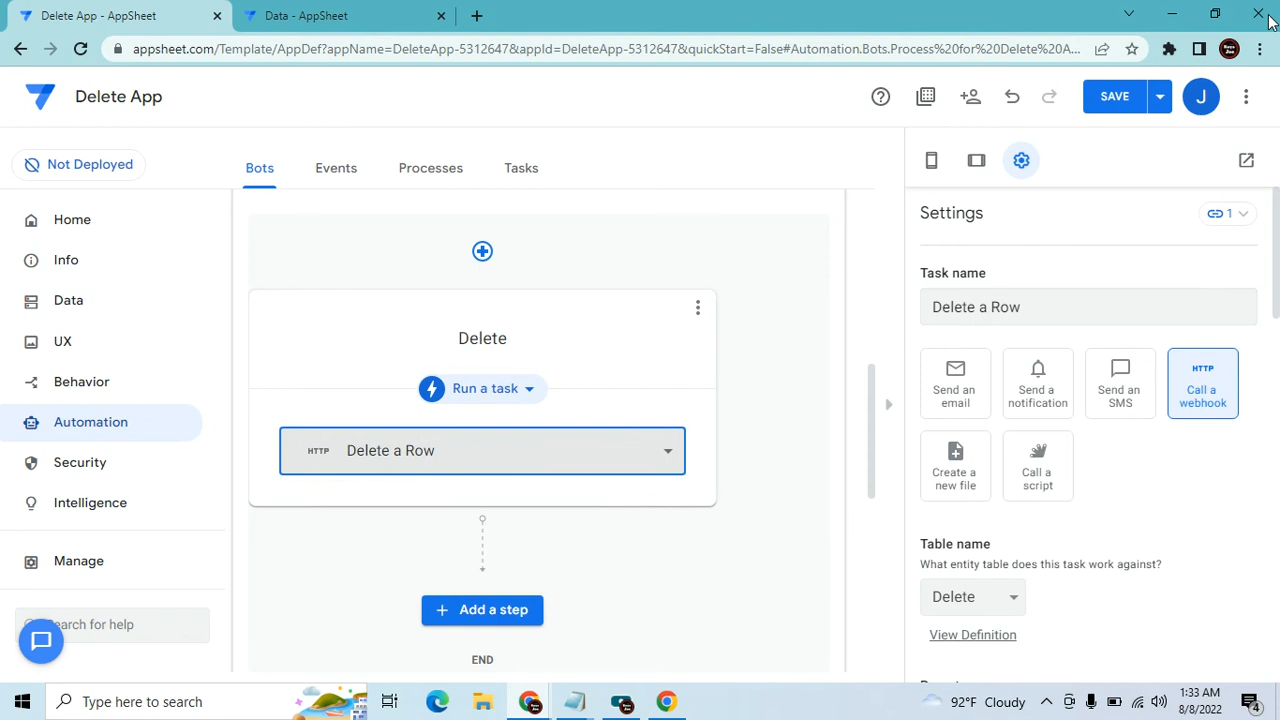 Delete App - AppSheet
Data - AppSheet
appsheet.com/Template/AppDef?appName=DeleteApp-5312647&appId=DeleteApp-5312647&quickStart=False#Automation.Bots.Process%20for%20Delete%20A...
Delete App
SAVE
J
Not Deployed
Bots
Events
Processes
Tasks
Home
Info
Data
UX
Behavior
Automation
Security
Intelligence
Manage
earch for help
Delete
Run a task
HTTP Delete a Row
Add a step
END
Settings
1
Task name
Delete a Row
Send an
email
Send a
notification
Send an
SMS
HTTP
Call a
webhook
Create a
new file
Call a
script
Table name
What entity table does this task work against?
Delete
View Definition
Type here to search
92°F Cloudy
1:33 AM
8/8/2022
4